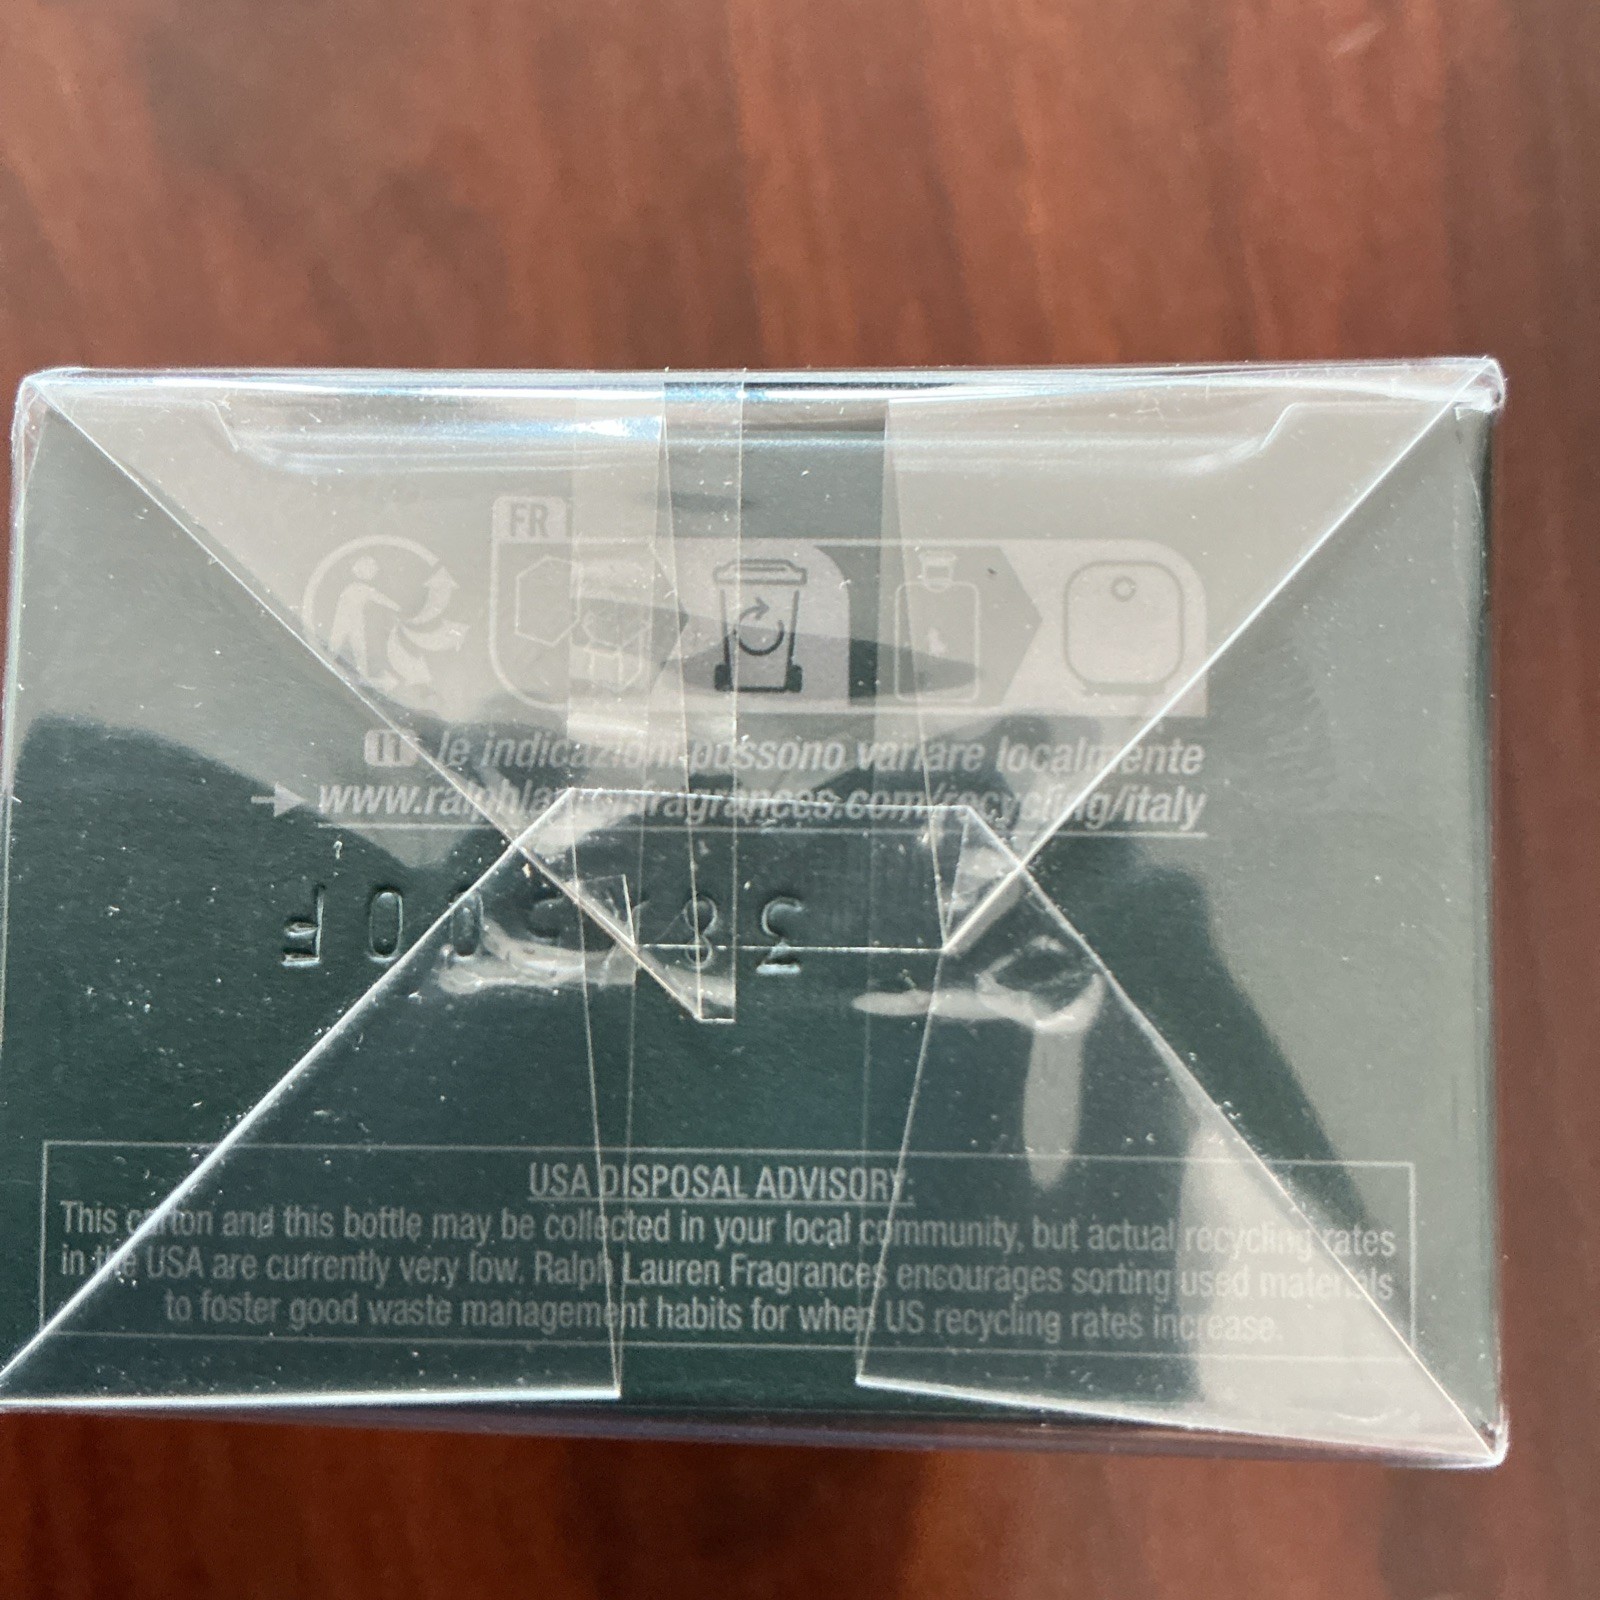 FR
IT - le indicazioni possono variare localmente
www.ralphlaurenfragrances.com/recycling/italy
USA DISPOSAL ADVISORY:
This carton and this bottle may be collected in your local community, but actual recycling rates
in the USA are currently very low. Ralph Lauren Fragrances encourages sorting used materials
to foster good waste management habits for when US recycling rates increase.